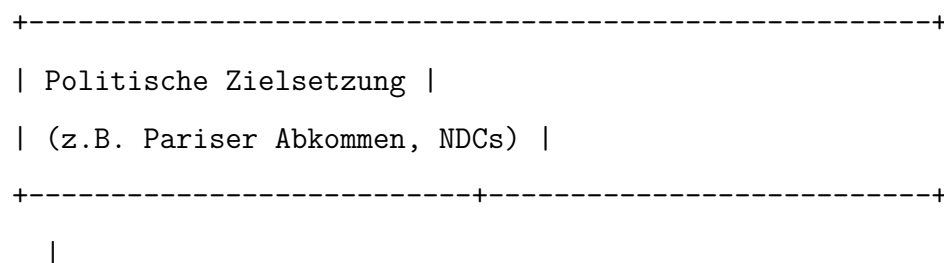 +-------------------------------------------------------+
| Politische Zielsetzung |
| (z.B. Pariser Abkommen, NDCs) |
+---------------------------+---------------------------+
|